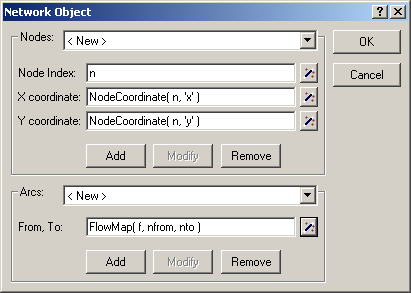 Network Object
Nodes: < New >
OK
Node Index: n
Cancel
X coordinate: NodeCoordinate( n, 'x' )
Y coordinate: NodeCoordinate( n, 'y' )
Add Modify Remove
Arcs: < New >
From, To: FlowMap( f, nfrom, nto )
Add Modify Remove